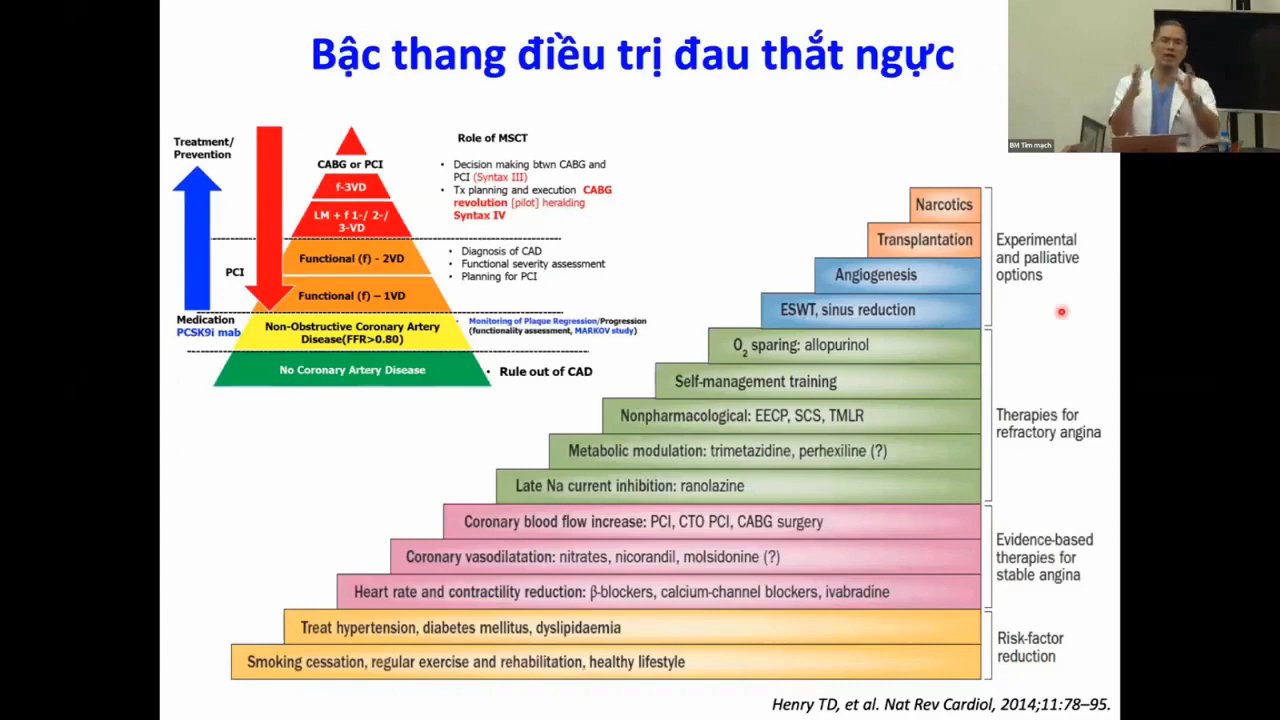 Bậc thang điều trị đau thắt ngực
BM Tim mạch
Treatment/
Prevention
PCI
Medication
PCSK9i mab
CABG or PCI
f-3VD
LM + f 1-/ 2-/
3-VD
Functional (f) - 2VD
Functional (f) – 1VD
Non-Obstructive Coronary Artery
Disease(FFR>0.80)
No Coronary Artery Disease
Role of MSCT
• Decision making btwn CABG and
PCI (Syntax III)
• Tx planning and execution CABG
revolution [pilot] heralding
Syntax IV
• Diagnosis of CAD
• Functional severity assessment
• Planning for PCI
• Monitoring of Plaque Regression/Progression
(functionality assessment, MARKOV study)
• Rule out of CAD
Narcotics
Transplantation
Angiogenesis
ESWT, sinus reduction
Experimental
and palliative
options
O2 sparing: allopurinol
Self-management training
Nonpharmacological: EECP, SCS, TMLR
Metabolic modulation: trimetazidine, perhexiline (?)
Late Na current inhibition: ranolazine
Therapies for
refractory angina
Coronary blood flow increase: PCI, CTO PCI, CABG surgery
Coronary vasodilatation: nitrates, nicorandil, molsidonine (?)
Heart rate and contractility reduction: β-blockers, calcium-channel blockers, ivabradine
Evidence-based
therapies for
stable angina
Treat hypertension, diabetes mellitus, dyslipidaemia
Smoking cessation, regular exercise and rehabilitation, healthy lifestyle
Risk-factor
reduction
Henry TD, et al. Nat Rev Cardiol, 2014;11:78–95.